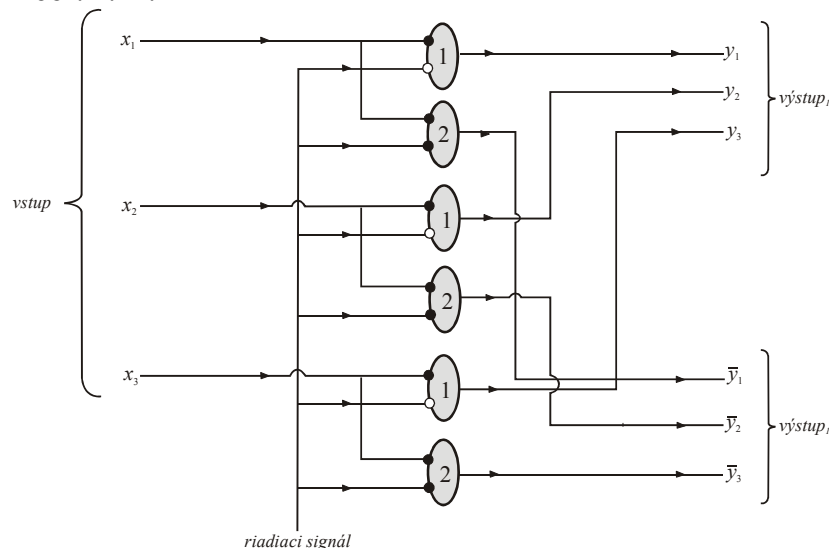 x₁
1
y₁
y₂
výstup₁
2
y₃
vstup
x₂
1
2
x₃
1
ȳ₁
ȳ₂
výstup₁
2
ȳ₃
riadiaci signál